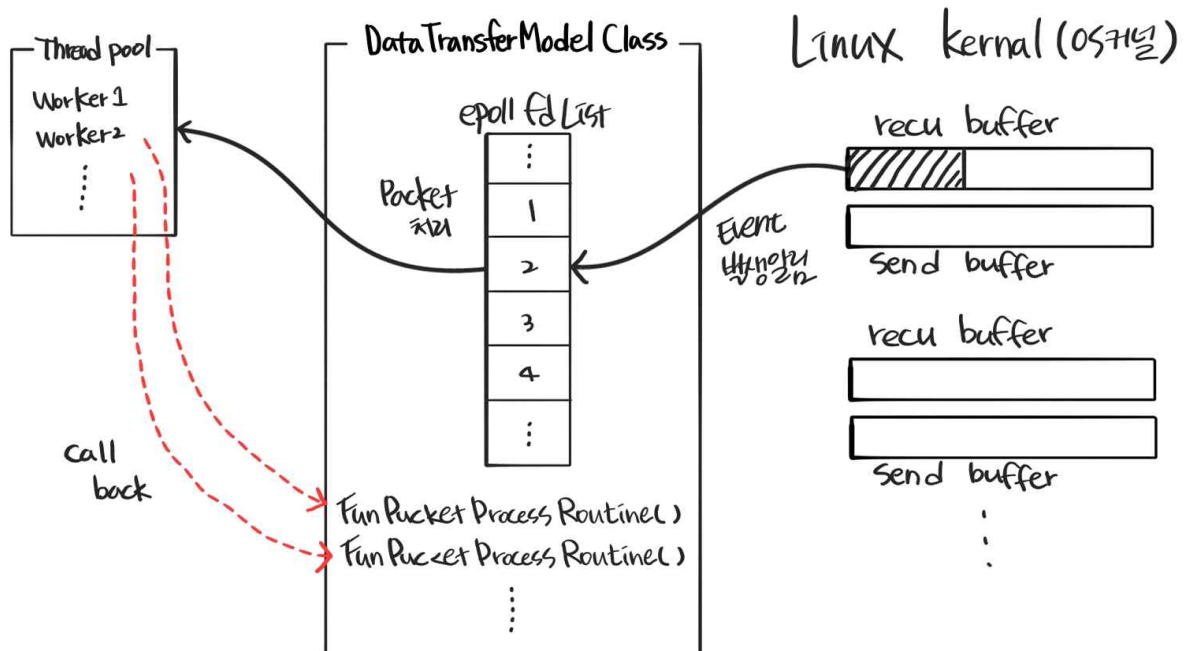 Thread pool
Worker1
Worker2
call
back
DataTransferModel Class
epoll fd List
1
2
3
4
Packet
처리
FunPucketProcessRoutine()
FunPucketProcessRoutine()
Event
발생알림
Linux kernal (OS커널)
recu buffer
send buffer
recu buffer
send buffer